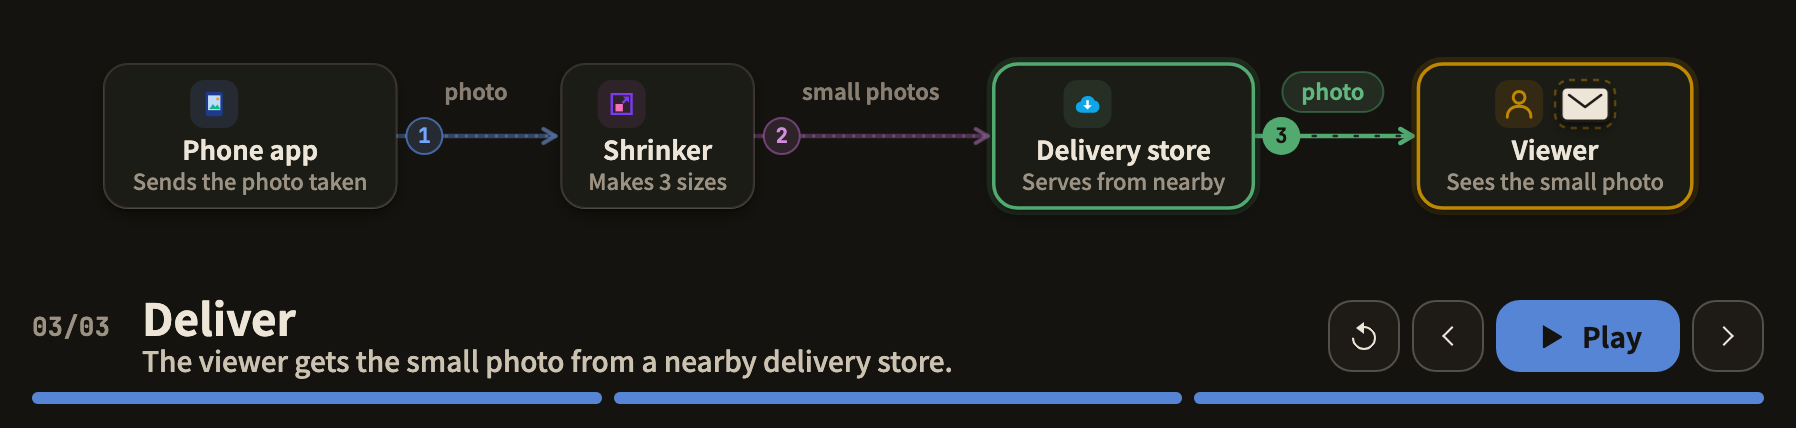 photo
small photos
photo
1
2
3
Phone app
Shrinker
Delivery store
Viewer
Sends the photo taken
Makes 3 sizes
Serves from nearby
Sees the small photo
03/03
Deliver
The viewer gets the small photo from a nearby delivery store.
Play